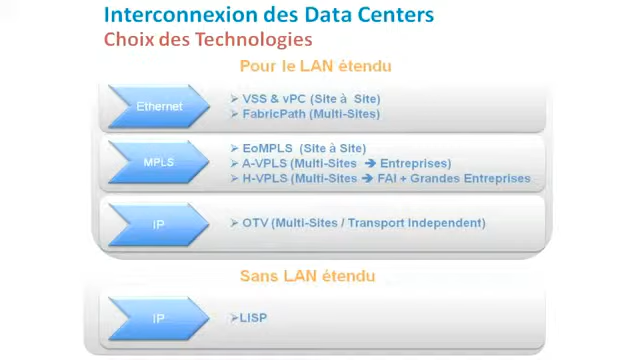 Interconnexion des Data Centers
Choix des Technologies
Pour le LAN étendu
Ethernet
➢ VSS & vPC (Site à Site)
➢ FabricPath (Multi-Sites)
MPLS
➢ EoMPLS (Site à Site)
➢ A-VPLS (Multi-Sites ➔ Entreprises)
➢ H-VPLS (Multi-Sites ➔ FAI + Grandes Entreprises
IP
➢ OTV (Multi-Sites / Transport Independent)
Sans LAN étendu
IP
➢LISP